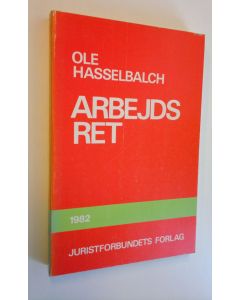 OLE
HASSELBALCH
ARBEJDS
RET
1982
JURISTFORBUNDETS FORLAG